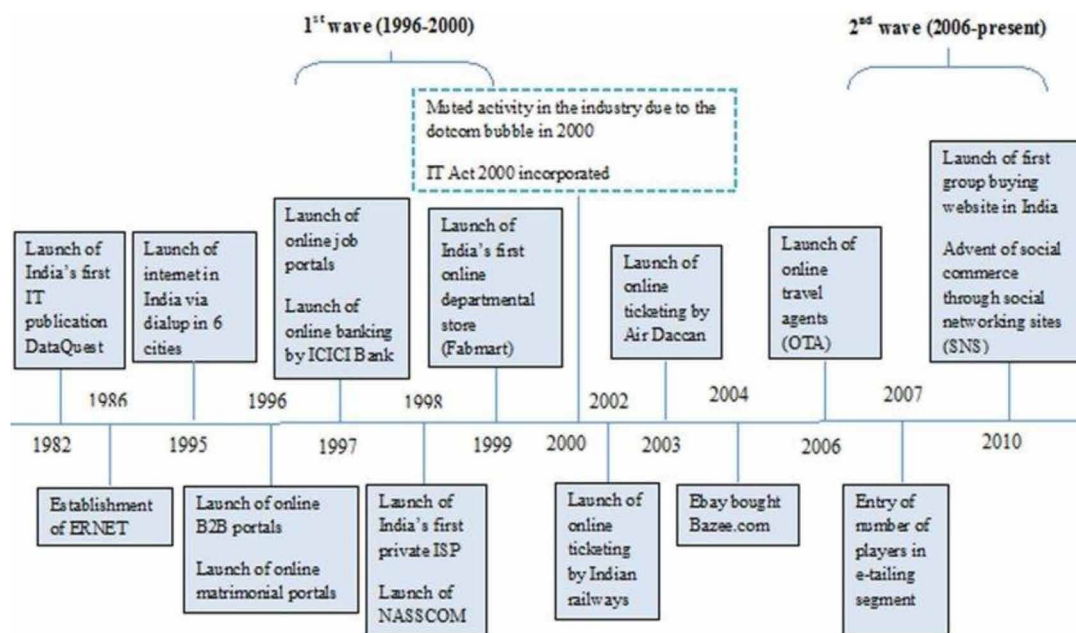 1st wave (1996-2000)
2nd wave (2006-present)
Muted activity in the industry due to the
dotcom bubble in 2000
IT Act 2000 incorporated
Launch of
India's first
IT
publication
DataQuest
Launch of
internet in
India via
dialup in 6
cities
Launch of
online job
portals
Launch of
online banking
by ICICI Bank
Launch of
India's first
online
departmental
store
(Fabmart)
Launch of
online
ticketing by
Air Daccan
Launch of
online
travel
agents
(OTA)
Launch of first
group buying
website in India
Advent of social
commerce
through social
networking sites
(SNS)
1986
1996
1998
2002
2004
2007
1982
1995
1997
1999
2000
2003
2006
2010
Establishment
of ERNET
Launch of online
B2B portals
Launch of online
matrimonial portals
Launch of
India's first
private ISP
Launch of
NASSCOM
Launch of
online
ticketing
by Indian
railways
Ebay bought
Bazee.com
Entry of
number of
players in
e-tailing
segment